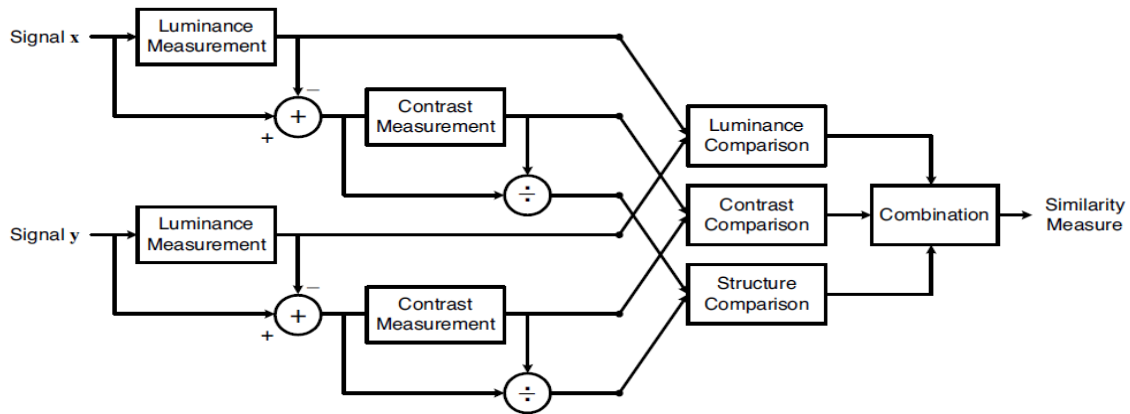 Signal x
Luminance
Measurement
−
+
+
Contrast
Measurement
÷
Luminance
Comparison
Contrast
Comparison
Structure
Comparison
Combination
Similarity
Measure
Signal y
Luminance
Measurement
−
+
+
Contrast
Measurement
÷